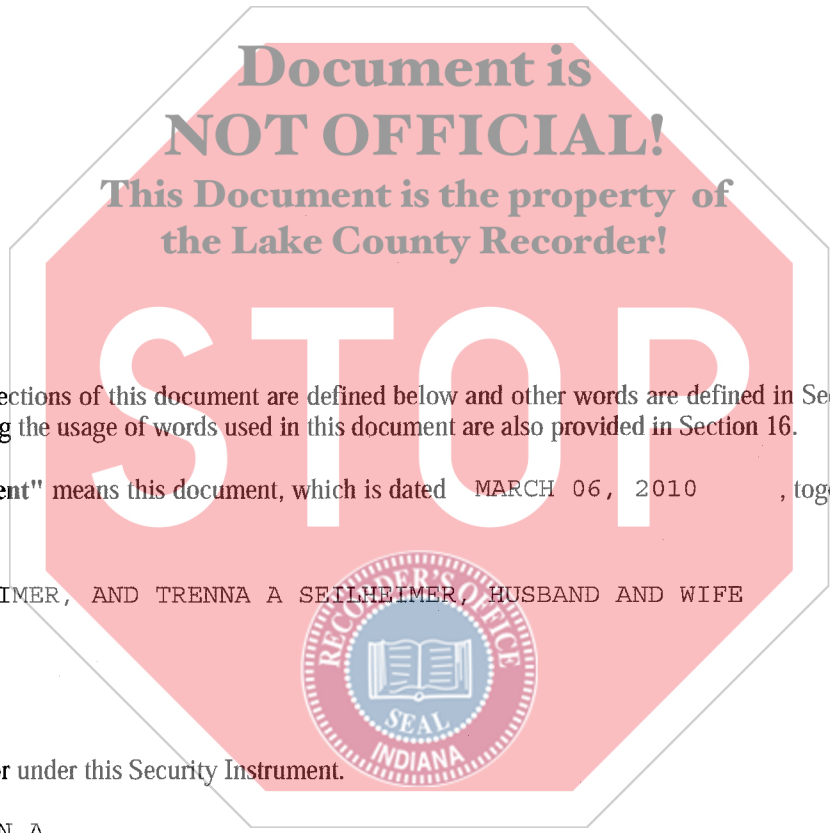 Document is
NOT OFFICIAL!
This Document is the property of
the Lake County Recorder!
STOP
ections of this document are defined below and other words are defined in Se
g the usage of words used in this document are also provided in Section 16.
ent" means this document, which is dated MARCH 06, 2010 , tog
IMER, AND TRENNA A SEILHEIMER, HUSBAND AND WIFE
RECORDER'S OFFICE
SEAL
INDIANA
r under this Security Instrument.
N A